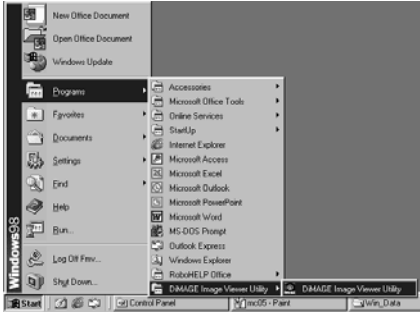 New Office Document
Open Office Document
Windows Update
Programs
Favorites
Documents
Settings
Find
Help
Run...
Log Off Fmv...
Shut Down...
Windows98
Accessories
Microsoft Office Tools
Online Services
StartUp
Internet Explorer
Microsoft Access
Microsoft Excel
Microsoft Outlook
Microsoft PowerPoint
Microsoft Word
MS-DOS Prompt
Outlook Express
Windows Explorer
RoboHELP Office
DiMAGE Image Viewer Utility
DiMAGE Image Viewer Utility
Start
Control Panel
mc05 - Paint
Win_Data